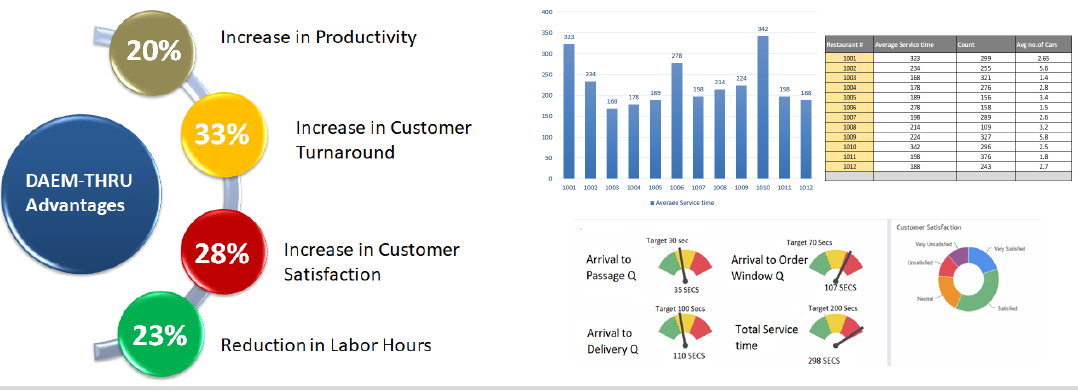 DAEM-THRU
Advantages
20%
Increase in Productivity
33%
Increase in Customer
Turnaround
28%
Increase in Customer
Satisfaction
23%
Reduction in Labor Hours
400
350
300
250
200
150
100
50
0
323
234
168
178
189
278
198
214
224
342
198
188
1001 1002 1003 1004 1005 1006 1007 1008 1009 1010 1011 1012
Average Service time
Restaurant # Average Service time Count Avg no.of Cars
1001 323 299 2.65
1002 234 255 5.6
1003 168 321 1.4
1004 178 276 2.8
1005 189 156 3.4
1006 278 158 1.5
1007 198 289 2.6
1008 214 109 3.2
1009 224 327 5.8
1010 342 296 2.5
1011 198 376 1.8
1012 188 243 2.7
Target 30 sec
Arrival to
Passage Q
35 SECS
Target 70 Secs
Arrival to Order
Window Q
107 SECS
Target 100 Secs
Arrival to
Delivery Q
110 SECS
Target 200 Secs
Total Service
time
298 SECS
Customer Satisfaction
Very Unsatisfied
Very Satisfied
Unsatisfied
Neutral
Satisfied